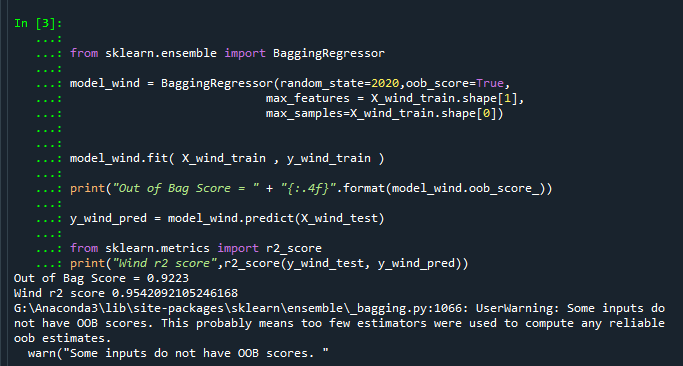 In [3]:
   ...:
   ...: from sklearn.ensemble import BaggingRegressor
   ...:
   ...: model_wind = BaggingRegressor(random_state=2020,oob_score=True,
   ...:                               max_features = X_wind_train.shape[1],
   ...:                               max_samples=X_wind_train.shape[0])
   ...:
   ...:
   ...: model_wind.fit( X_wind_train , y_wind_train )
   ...:
   ...: print("Out of Bag Score = " + "{:.4f}".format(model_wind.oob_score_))
   ...:
   ...: y_wind_pred = model_wind.predict(X_wind_test)
   ...:
   ...: from sklearn.metrics import r2_score
   ...: print("Wind r2 score",r2_score(y_wind_test, y_wind_pred))
Out of Bag Score = 0.9223
Wind r2 score 0.9542092105246168
G:\Anaconda3\lib\site-packages\sklearn\ensemble\_bagging.py:1066: UserWarning: Some inputs do
not have OOB scores. This probably means too few estimators were used to compute any reliable
oob estimates.
  warn("Some inputs do not have OOB scores. "